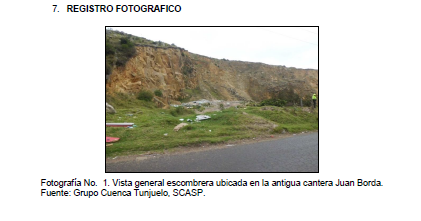 7. REGISTRO FOTOGRAFICO
Fotografía No. 1. Vista general escombrera ubicada en la antigua cantera Juan Borda.
Fuente: Grupo Cuenca Tunjuelo, SCASP.